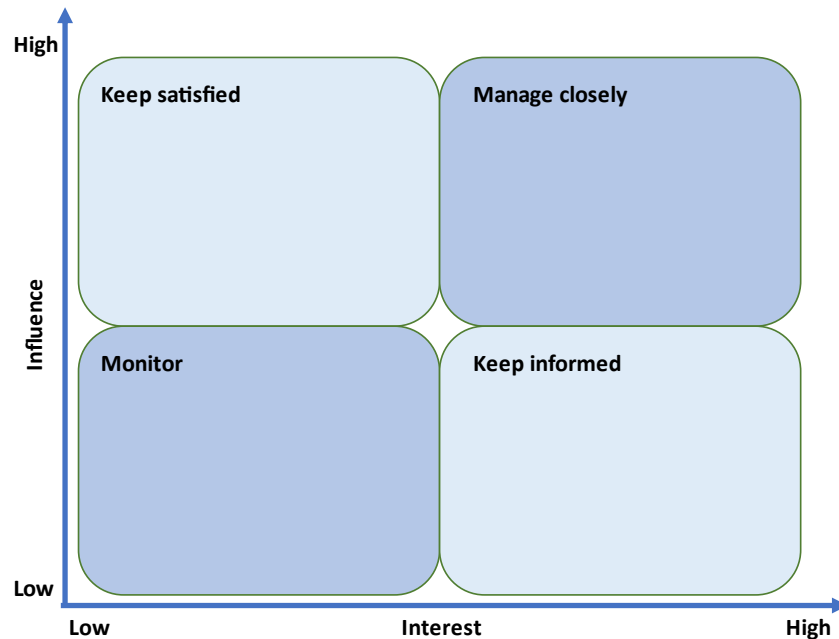 High
Keep satisfied
Manage closely
Influence
Monitor
Keep informed
Low
Low
Interest
High